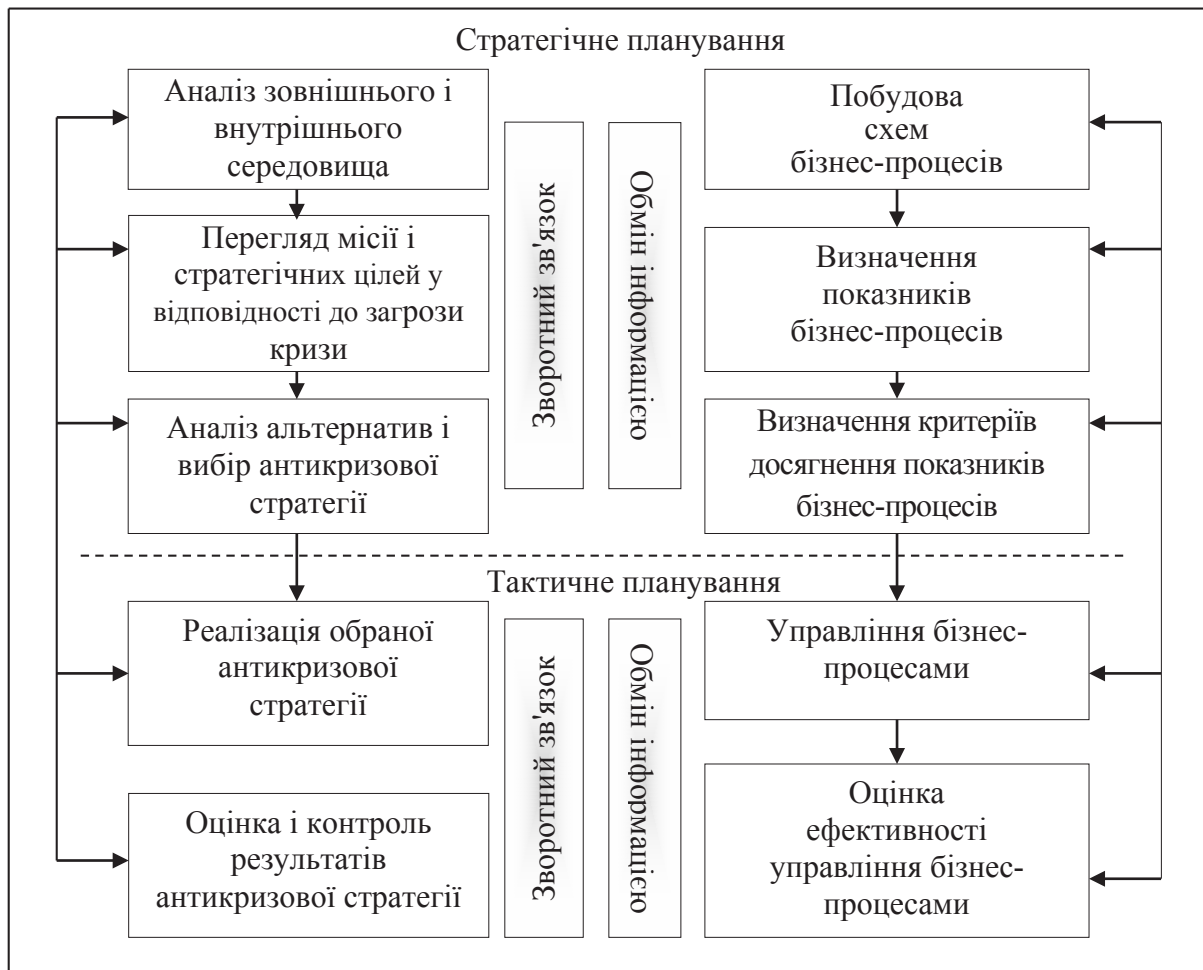 Стратегічне планування
Аналіз зовнішнього і
внутрішнього
середовища
Перегляд місії і
стратегічних цілей у
відповідності до загрози
кризи
Аналіз альтернатив і
вибір антикризової
стратегії
Зворотний зв'язок
Обмін інформацією
Побудова
схем
бізнес-процесів
Визначення
показників
бізнес-процесів
Визначення критеріїв
досягнення показників
бізнес-процесів
Тактичне планування
Реалізація обраної
антикризової
стратегії
Оцінка і контроль
результатів
антикризової стратегії
Зворотний зв'язок
Обмін інформацією
Управління бізнес-
процесами
Оцінка
ефективності
управління бізнес-
процесами